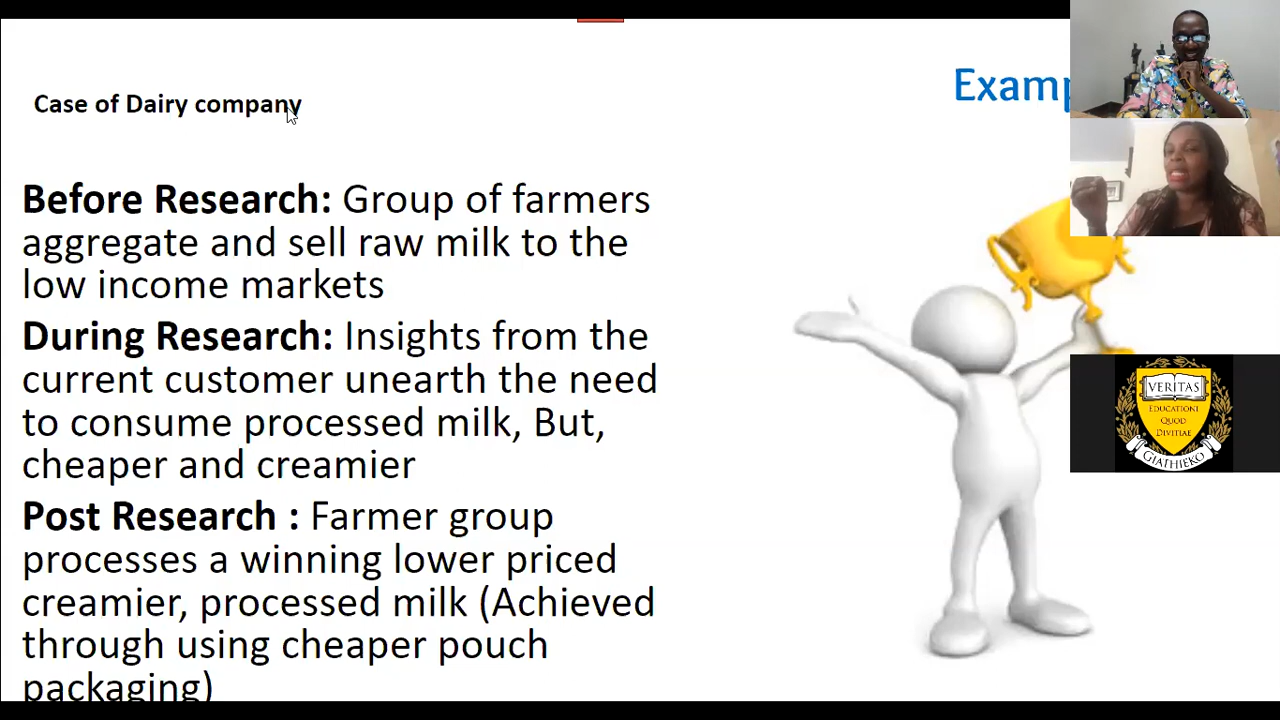 Case of Dairy company
Examp
Before Research: Group of farmers
aggregate and sell raw milk to the
low income markets
During Research: Insights from the
current customer unearth the need
to consume processed milk, But,
cheaper and creamier
Post Research : Farmer group
processes a winning lower priced
creamier, processed milk (Achieved
through using cheaper pouch
packaging)
VERITAS
EDUCATIONI
QUOD
DIVITIAE
GIATHIEKO